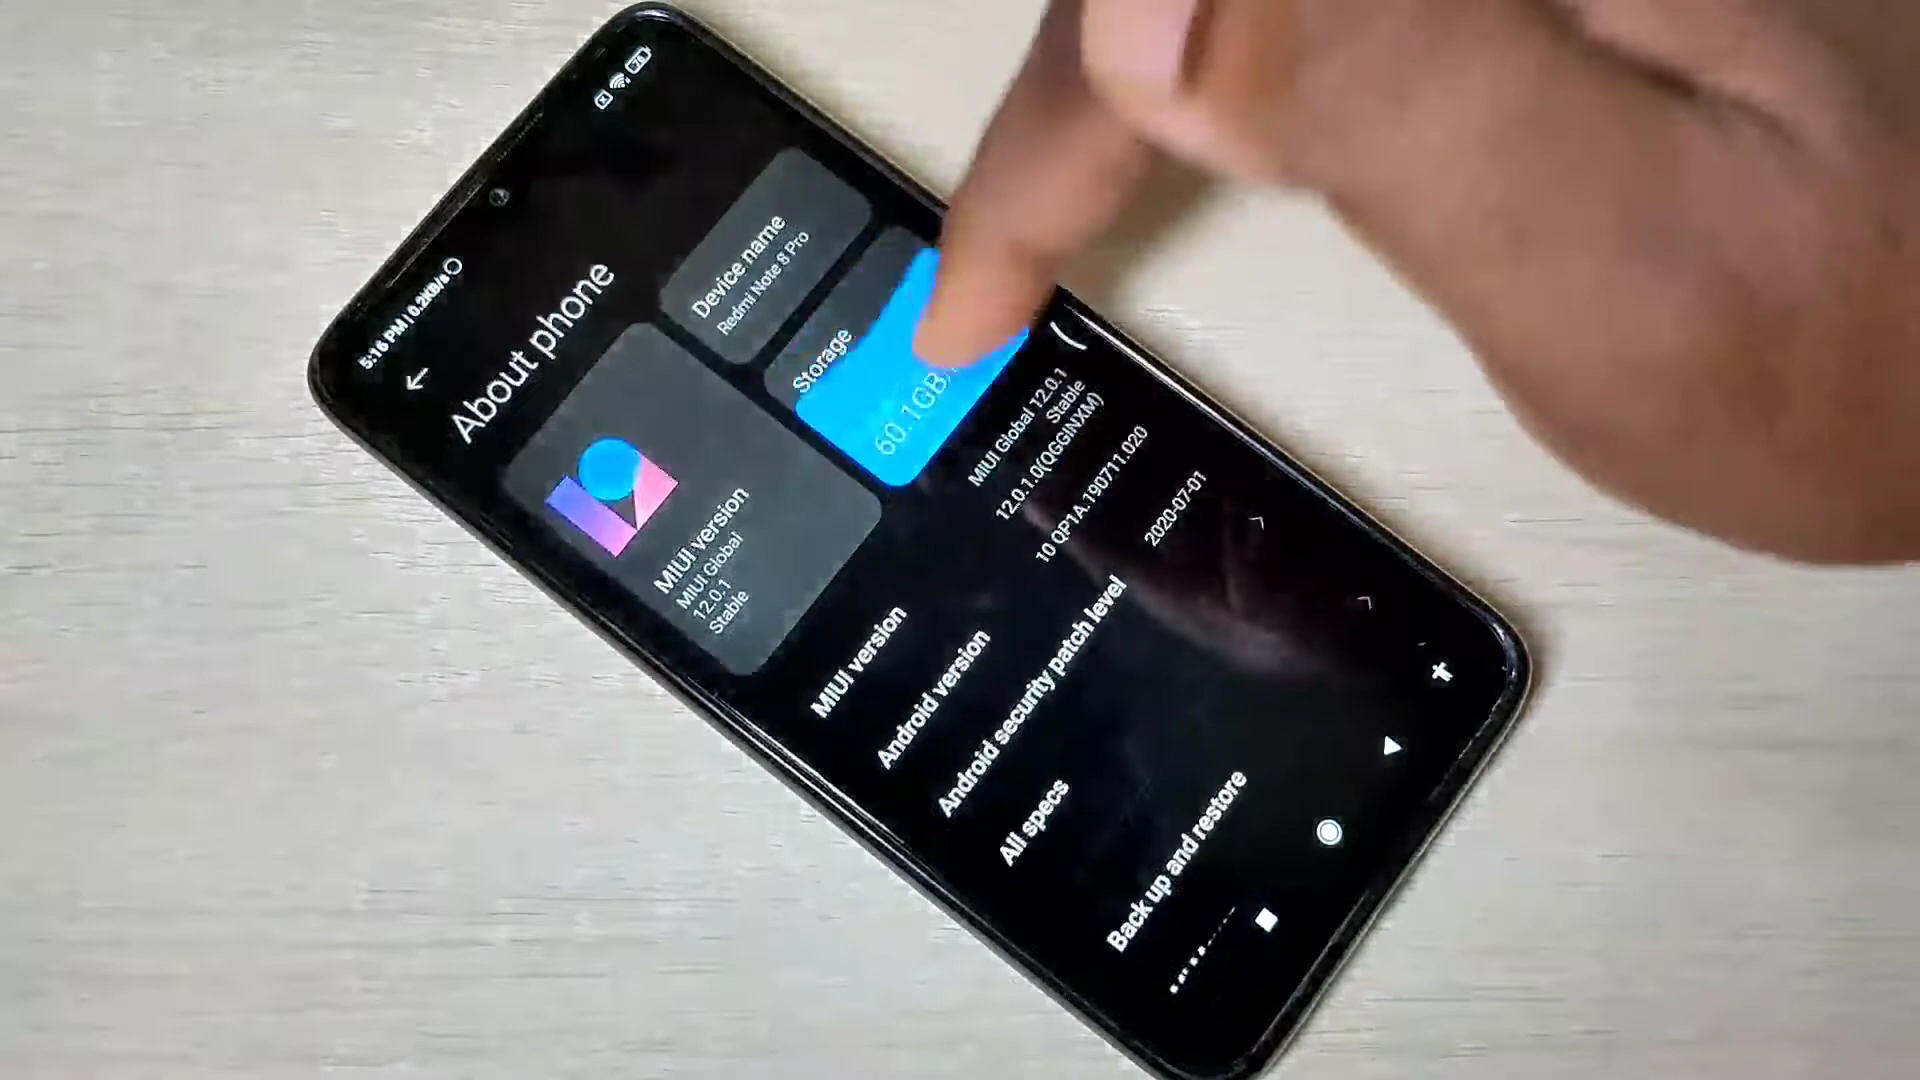 5:16 PM | 0.2KB/s
76
About phone
MIUI version
MIUI Global
12.0.1
Stable
Device name
Redmi Note 8 Pro
Storage
60.1GB/
MIUI version
MIUI Global 12.0.1
Stable
12.0.1.0(QGGINXM)
Android version
10 QP1A.190711.020
Android security patch level
2020-07-01
All specs
Back up and restore